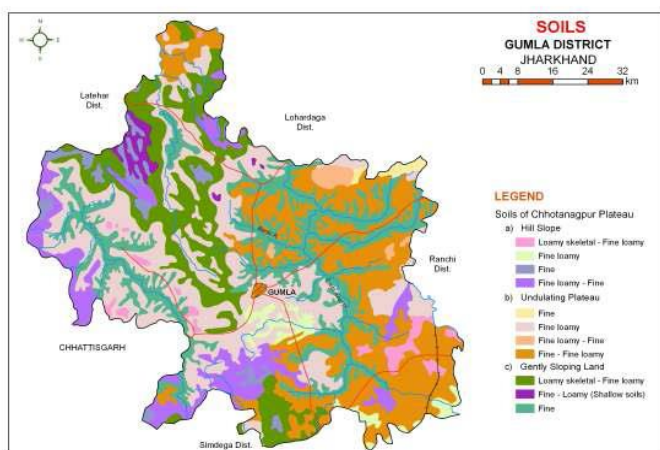 SOILS
GUMLA DISTRICT
JHARKHAND
0 4 8 16 24 32
km
N
Latehar
Dist.
Lohardaga
Dist.
Ranchi
Dist.
GUMLA
CHHATTISGARH
Simdega Dist.
LEGEND
Soils of Chhotanagpur Plateau
a) Hill Slope
Loamy skeletal - Fine loamy
Fine loamy
Fine
Fine loamy - Fine
b) Undulating Plateau
Fine
Fine loamy
Fine loamy - Fine
Fine - Fine loamy
c) Gently Sloping Land
Loamy skeletal - Fine loamy
Fine - Loamy (Shallow soils)
Fine